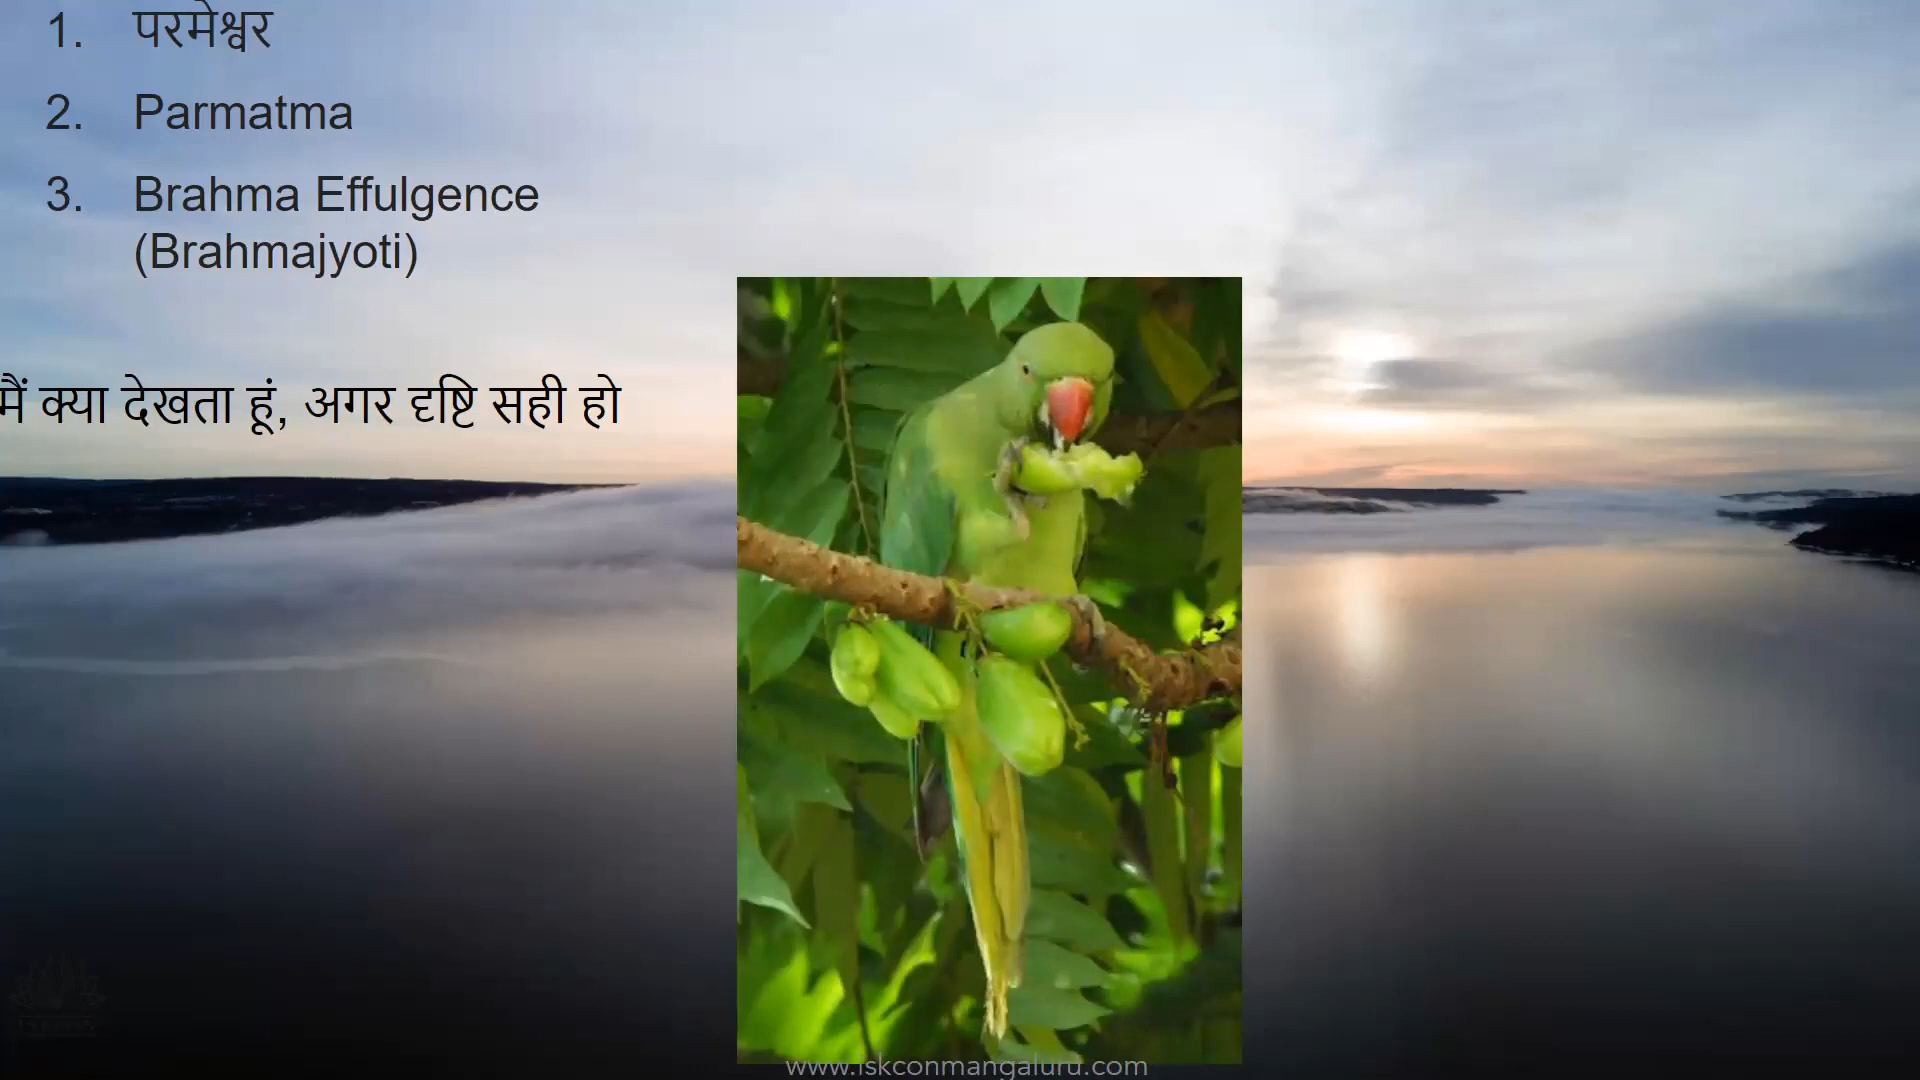 1. परमेश्वर
2. Parmatma
3. Brahma Effulgence
(Brahmajyoti)
मैं क्या देखता हूं, अगर दृष्टि सही हो
www.iskconmangaluru.com